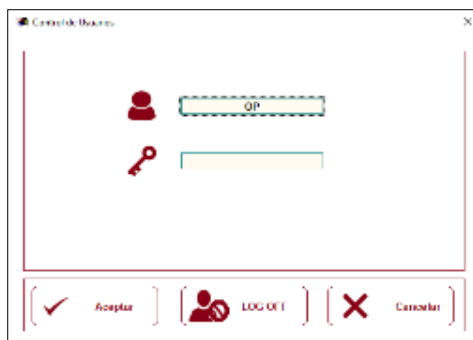 Control de Usuarios
OP
Aceptar
LOG OFF
Cancelar